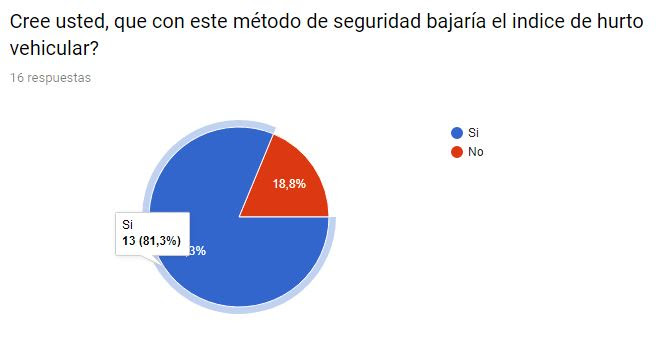 Cree usted, que con este método de seguridad bajaría el indice de hurto
vehicular?
16 respuestas
Si
No
18,8%
Si
13 (81,3%)
3%